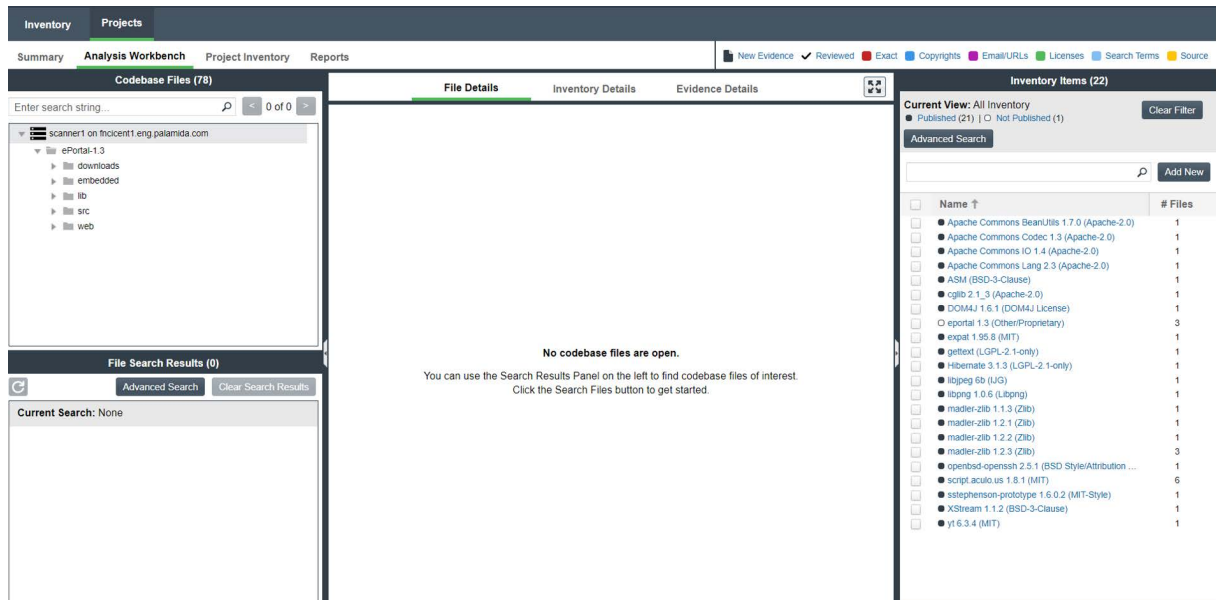 Inventory
Projects
Summary
Analysis Workbench
Project Inventory
Reports
New Evidence
Reviewed
Exact
Copyrights
Email/URLs
Licenses
Search Terms
Source
Codebase Files (78)
Enter search string...
<
0 of 0
>
scanner1 on fncicent1.eng.palamida.com
ePortal-1.3
downloads
embedded
lib
src
web
File Search Results (0)
Advanced Search
Clear Search Results
Current Search: None
File Details
Inventory Details
Evidence Details
No codebase files are open.
You can use the Search Results Panel on the left to find codebase files of interest.
Click the Search Files button to get started.
Inventory Items (22)
Current View: All Inventory
Published (21) | Not Published (1)
Clear Filter
Advanced Search
Add New
Name ↑ # Files
Apache Commons BeanUtils 1.7.0 (Apache-2.0) 1
Apache Commons Codec 1.3 (Apache-2.0) 1
Apache Commons IO 1.4 (Apache-2.0) 1
Apache Commons Lang 2.3 (Apache-2.0) 1
ASM (BSD-3-Clause) 1
cglib 2.1_3 (Apache-2.0) 1
DOM4J 1.6.1 (DOM4J License) 1
eportal 1.3 (Other/Proprietary) 3
expat 1.95.8 (MIT) 1
gettext (LGPL-2.1-only) 1
Hibernate 3.1.3 (LGPL-2.1-only) 1
libjpeg 6b (IJG) 1
libpng 1.0.6 (Libpng) 1
madler-zlib 1.1.3 (Zlib) 1
madler-zlib 1.2.1 (Zlib) 1
madler-zlib 1.2.2 (Zlib) 1
madler-zlib 1.2.3 (Zlib) 3
openbsd-openssh 2.5.1 (BSD Style/Attribution ... 1
script.aculo.us 1.8.1 (MIT) 6
sstephenson-prototype 1.6.0.2 (MIT-Style) 1
XStream 1.1.2 (BSD-3-Clause) 1
yt 6.3.4 (MIT) 1